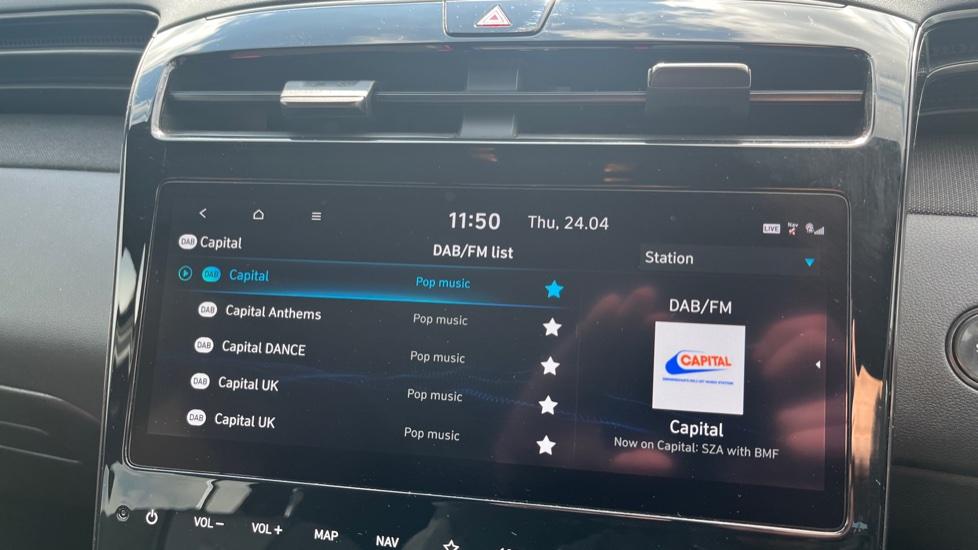 11:50 Thu, 24.04 LIVE Nav
DAB Capital DAB/FM list Station
DAB Capital Pop music
DAB Capital Anthems Pop music
DAB Capital DANCE Pop music
DAB Capital UK Pop music
DAB Capital UK Pop music
DAB/FM
CAPITAL
Capital
Now on Capital: SZA with BMF
VOL− VOL+ MAP NAV